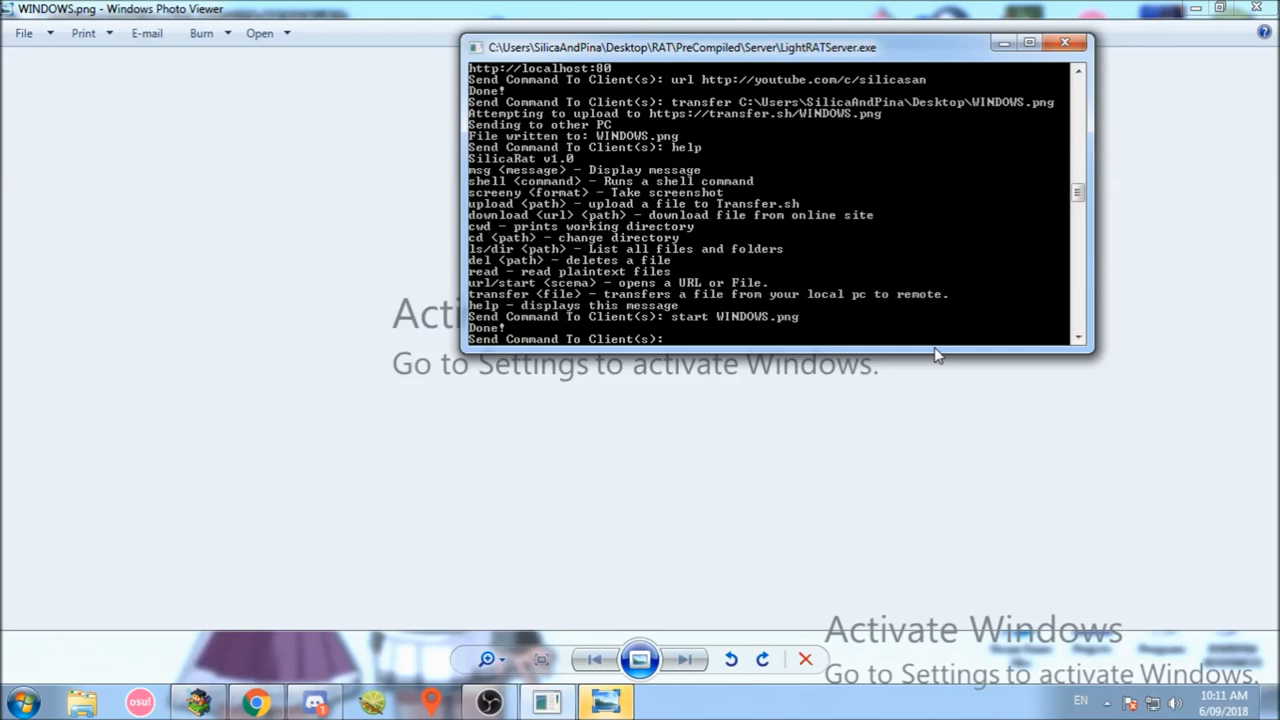 WINDOWS.png - Windows Photo Viewer
File Print E-mail Burn Open
C:\Users\SilicaAndPina\Desktop\RAT\PreCompiled\Server\LightRATServer.exe
http://localhost:80
Send Command To Client(s): url http://youtube.com/c/silicasan
Done!
Send Command To Client(s): transfer C:\Users\SilicaAndPina\Desktop\WINDOWS.png
Attempting to upload to https://transfer.sh/WINDOWS.png
Sending to other PC
File written to: WINDOWS.png
Send Command To Client(s): help
SilicaRat v1.0
msg <message> - Display message
shell <command> - Runs a shell command
screeny <format> - Take screenshot
upload <path> - upload a file to Transfer.sh
download <url> <path> - download file from online site
cwd - prints working directory
cd <path> - change directory
ls/dir <path> - List all files and folders
del <path> - deletes a file
read - read plaintext files
url/start <scema> - opens a URL or File.
transfer <file> - transfers a file from your local pc to remote.
help - displays this message
Send Command To Client(s): start WINDOWS.png
Done!
Send Command To Client(s):
Go to Settings to activate Windows.
Activate Windows
Go to Settings to activate Windows.
osu!
EN
10:11 AM
6/09/2018